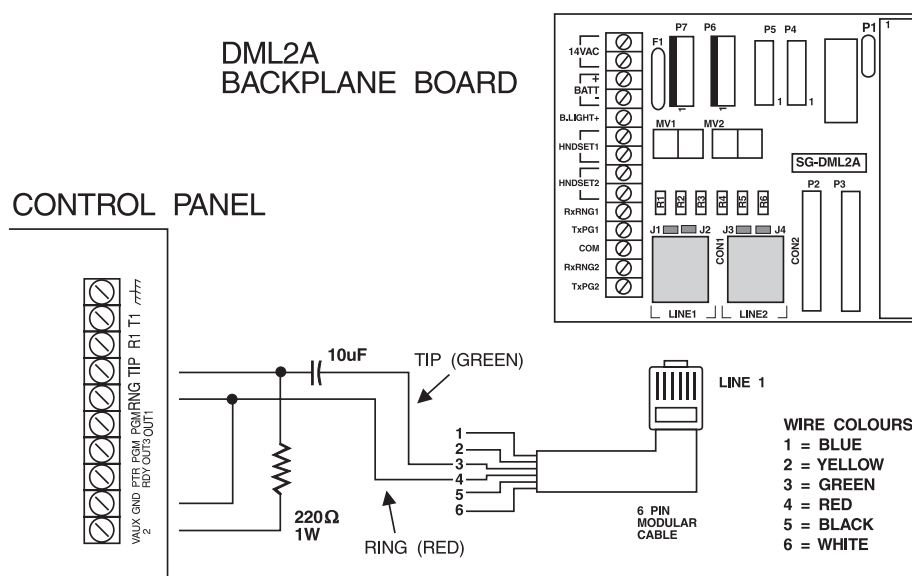 DML2A
BACKPLANE BOARD
14VAC
+
BATT
-
B.LIGHT+
HNDSET1
HNDSET2
RxRNG1
TxPG1
COM
RxRNG2
TxPG2
F1
P7
P6
P5
P4
P1
1
1
1
1
1
MV1
MV2
SG-DML2A
R1
R2
R3
R4
R5
R6
P2
P3
J1
J2
CON1
J3
J4
CON2
LINE1
LINE2
CONTROL PANEL
T1
R1
TIP
RNG
PGM OUT1
PGM OUT3
PTR RDY
GND
VAUX 2
10uF
TIP (GREEN)
220Ω
1W
RING (RED)
1
2
3
4
5
6
LINE 1
6 PIN
MODULAR
CABLE
WIRE COLOURS
1 = BLUE
2 = YELLOW
3 = GREEN
4 = RED
5 = BLACK
6 = WHITE